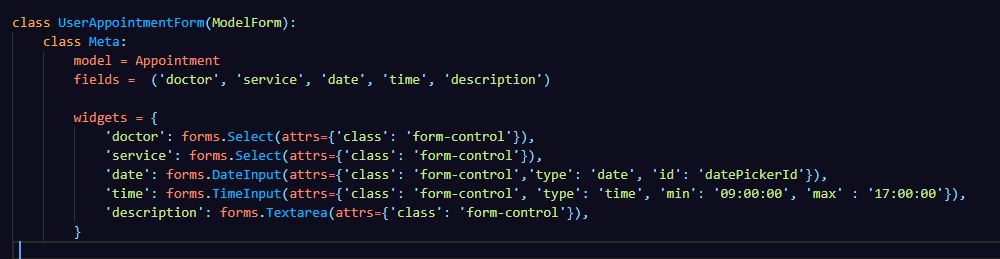 class UserAppointmentForm(ModelForm):
    class Meta:
        model = Appointment
        fields =  ('doctor', 'service', 'date', 'time', 'description')

        widgets = {
            'doctor': forms.Select(attrs={'class': 'form-control'}),
            'service': forms.Select(attrs={'class': 'form-control'}),
            'date': forms.DateInput(attrs={'class': 'form-control','type': 'date', 'id': 'datePickerId'}),
            'time': forms.TimeInput(attrs={'class': 'form-control', 'type': 'time', 'min': '09:00:00', 'max' : '17:00:00'}),
            'description': forms.Textarea(attrs={'class': 'form-control'}),
        }